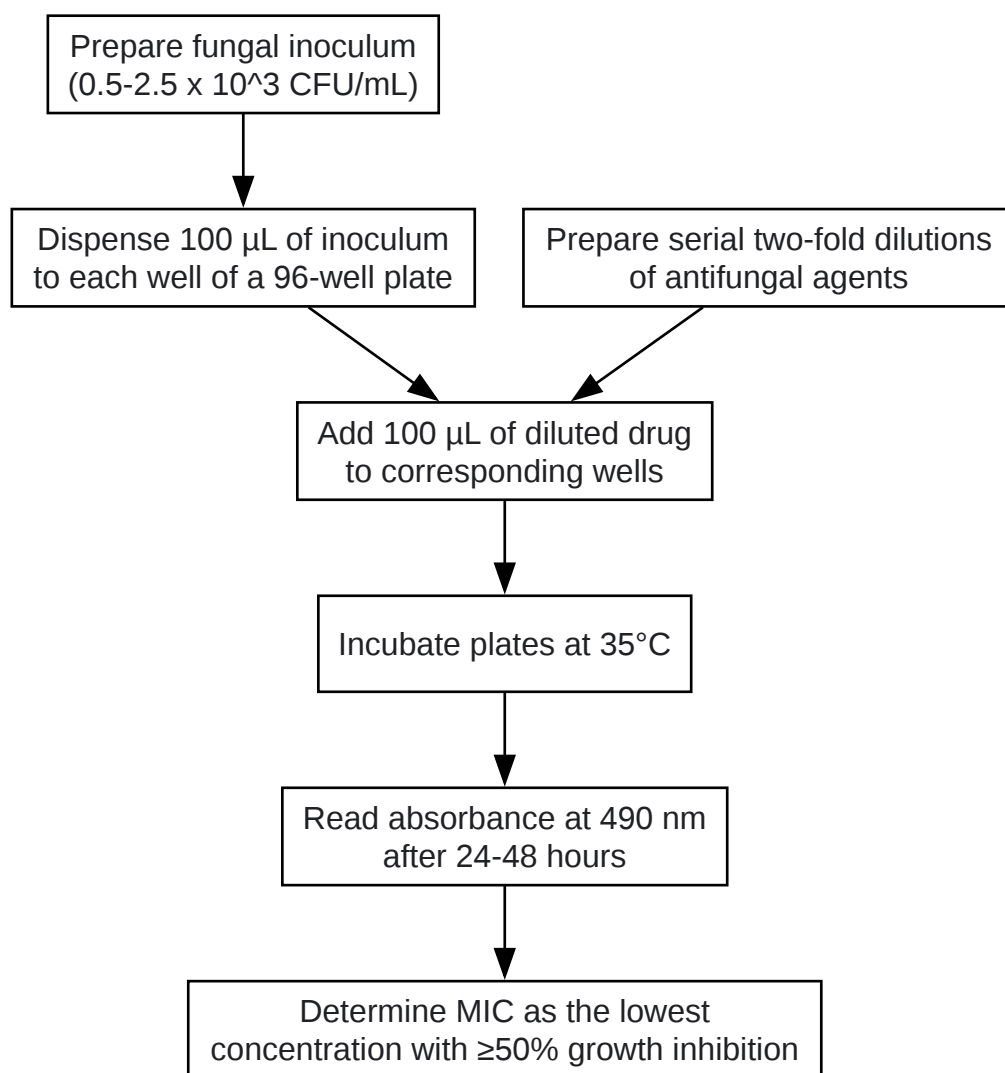 Prepare fungal inoculum
(0.5-2.5 x 10^3 CFU/mL)
Dispense 100 µL of inoculum
to each well of a 96-well plate
Prepare serial two-fold dilutions
of antifungal agents
Add 100 µL of diluted drug
to corresponding wells
Incubate plates at 35°C
Read absorbance at 490 nm
after 24-48 hours
Determine MIC as the lowest
concentration with ≥50% growth inhibition